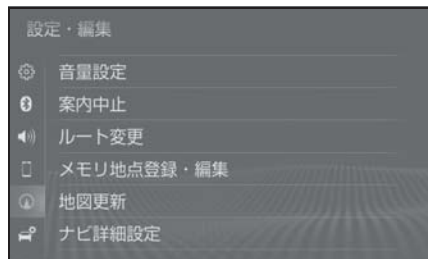 設定・編集
音量設定
案内中止
ルート変更
メモリ地点登録・編集
地図更新
ナビ詳細設定